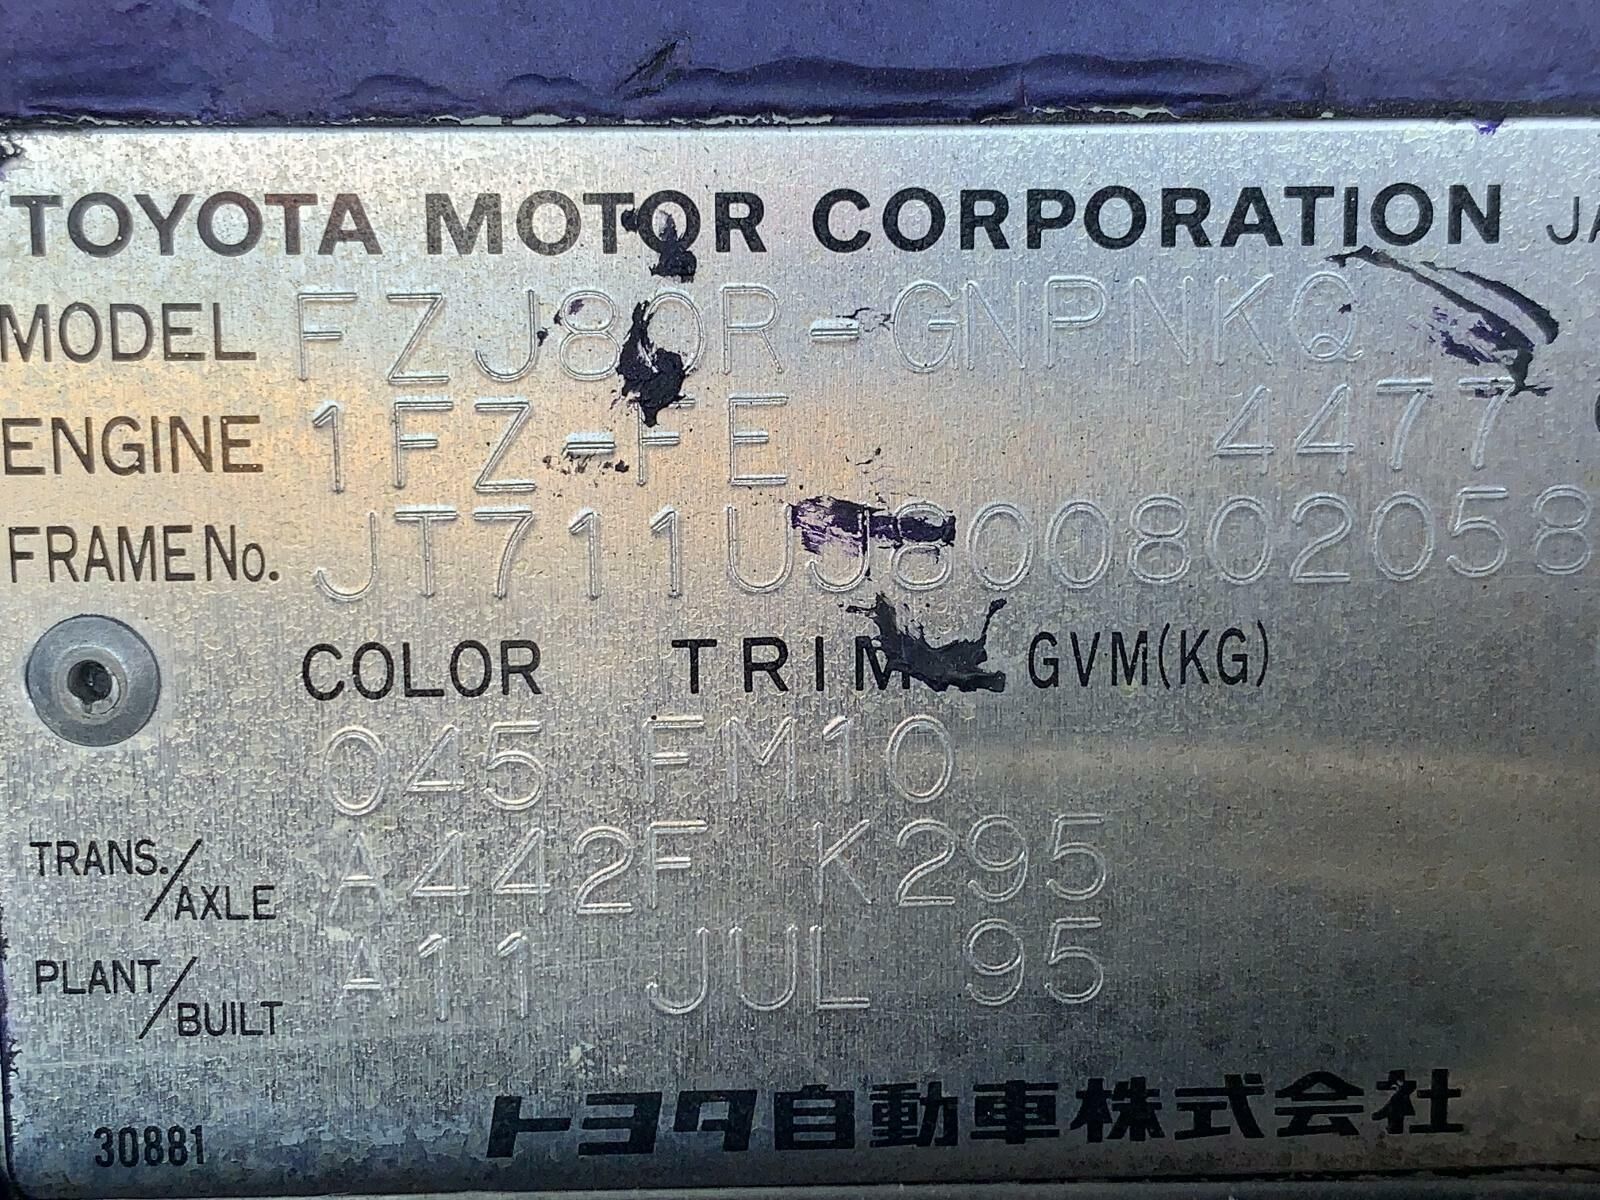 TOYOTA MOTOR CORPORATION JA
MODEL FZJ80R-GNPNKQ
ENGINE 1FZ-FE 4477
FRAME No. JT711UJ800802058
COLOR TRIM GVM(KG)
045 FM10
TRANS./AXLE A442F K295
PLANT/BUILT A11 JUL 95
トヨタ自動車株式会社
30881